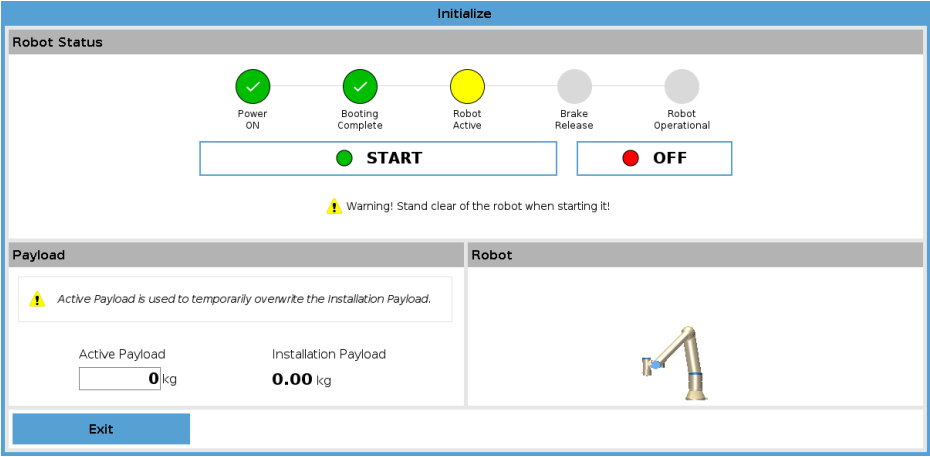 Initialize
Robot Status
Power
ON
Booting
Complete
Robot
Active
Brake
Release
Robot
Operational
START
OFF
Warning! Stand clear of the robot when starting it!
Payload
Robot
Active Payload is used to temporarily overwrite the Installation Payload.
Active Payload
Installation Payload
0 kg
0.00 kg
Exit